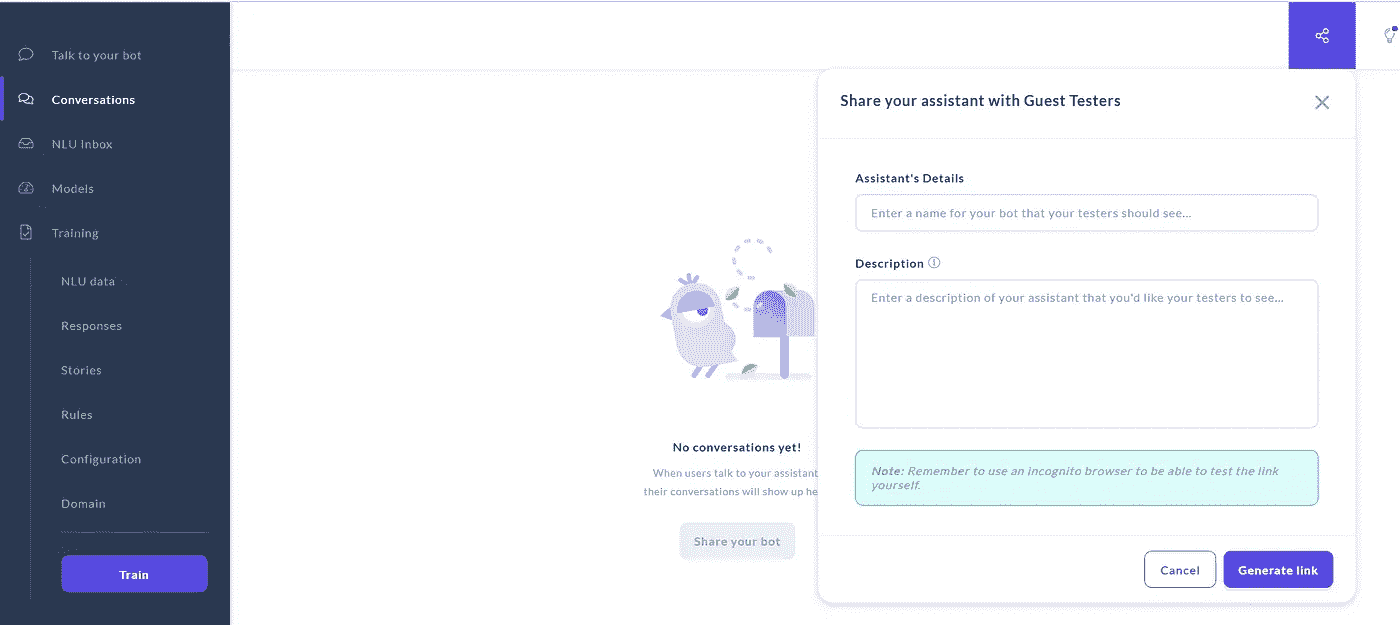 Talk to your bot
Conversations
NLU Inbox
Models
Training
NLU data
Responses
Stories
Rules
Configuration
Domain
Train
No conversations yet!
When users talk to your assistant
their conversations will show up he
Share your bot
Share your assistant with Guest Testers
Assistant's Details
Enter a name for your bot that your testers should see...
Description
Enter a description of your assistant that you'd like your testers to see...
Note: Remember to use an incognito browser to be able to test the link
yourself.
Cancel
Generate link